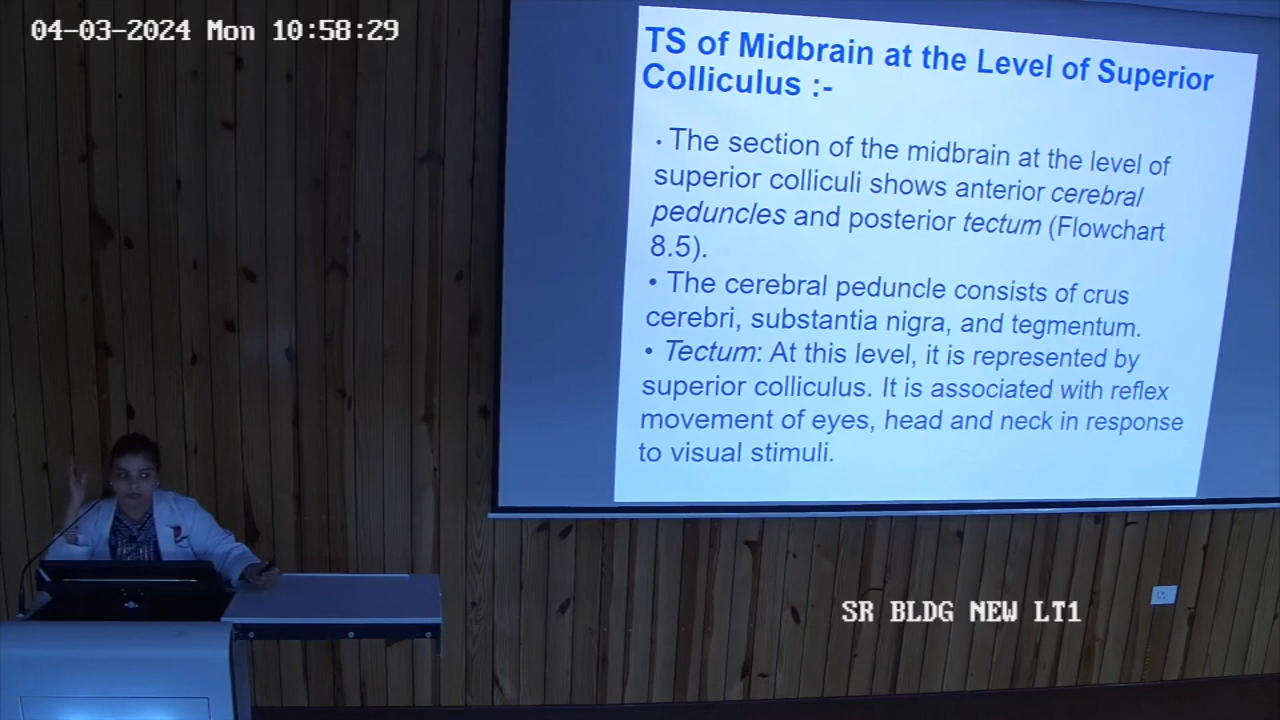 04-03-2024 Mon 10:58:29
TS of Midbrain at the Level of Superior
Colliculus :-
• The section of the midbrain at the level of
superior colliculi shows anterior cerebral
peduncles and posterior tectum (Flowchart
8.5).
• The cerebral peduncle consists of crus
cerebri, substantia nigra, and tegmentum.
• Tectum: At this level, it is represented by
superior colliculus. It is associated with reflex
movement of eyes, head and neck in response
to visual stimuli.
SR BLDG NEW LT1